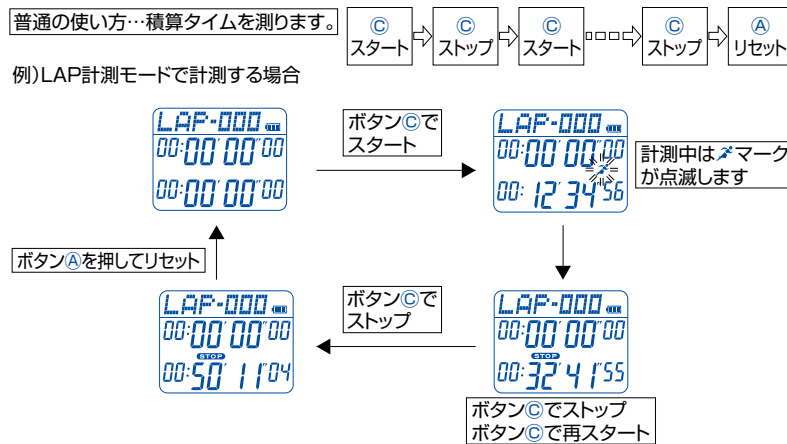 普通の使い方…積算タイムを測ります。
Ⓒ
スタート
Ⓒ
ストップ
Ⓒ
スタート
Ⓒ
ストップ
Ⓐ
リセット
例)LAP計測モードで計測する場合
LAP-000
00:00'00"00
00:00'00"00
ボタンⒸで
スタート
LAP-000
00:00'00"00
00:12'34"56
計測中はマーク
が点滅します
ボタンⒶを押してリセット
LAP-000
00:00'00"00
STOP
00:50'11"04
ボタンⒸで
ストップ
LAP-000
00:00'00"00
STOP
00:32'41"55
ボタンⒸでストップ
ボタンⒸで再スタート